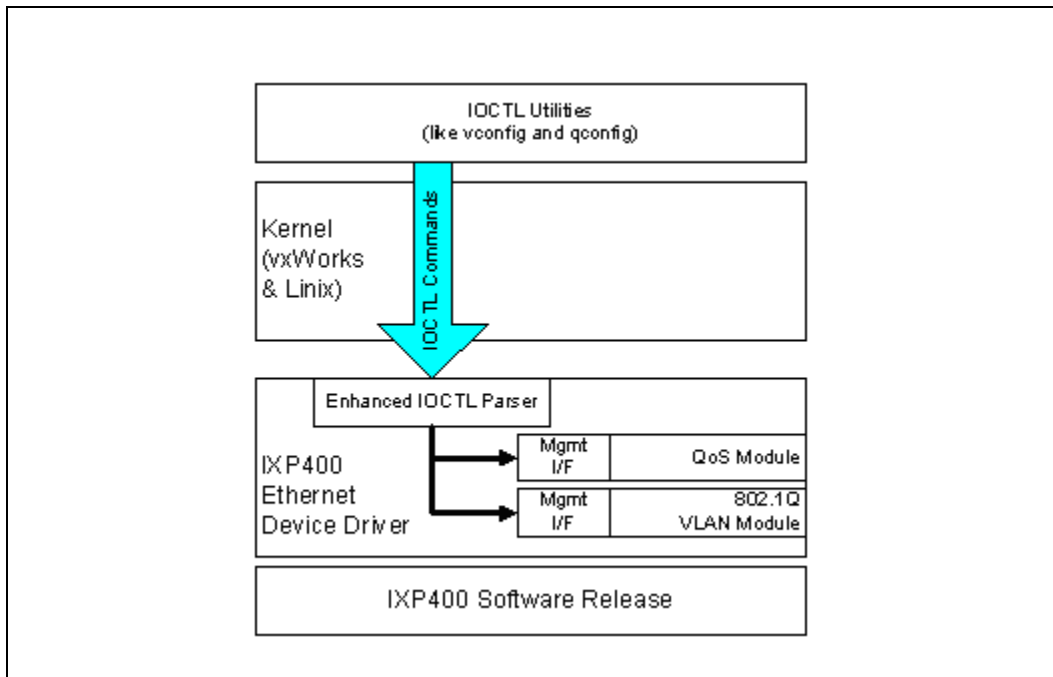 IOCTL Utilities
(like vconfig and qconfig)
IOCTL Commands
Kernel
(vxWorks
& Linix)
Enhanced IOCTL Parser
IXP400
Ethernet
Device Driver
Mgmt
I/F
QoS Module
Mgmt
I/F
802.1Q
VLAN Module
IXP400 Software Release